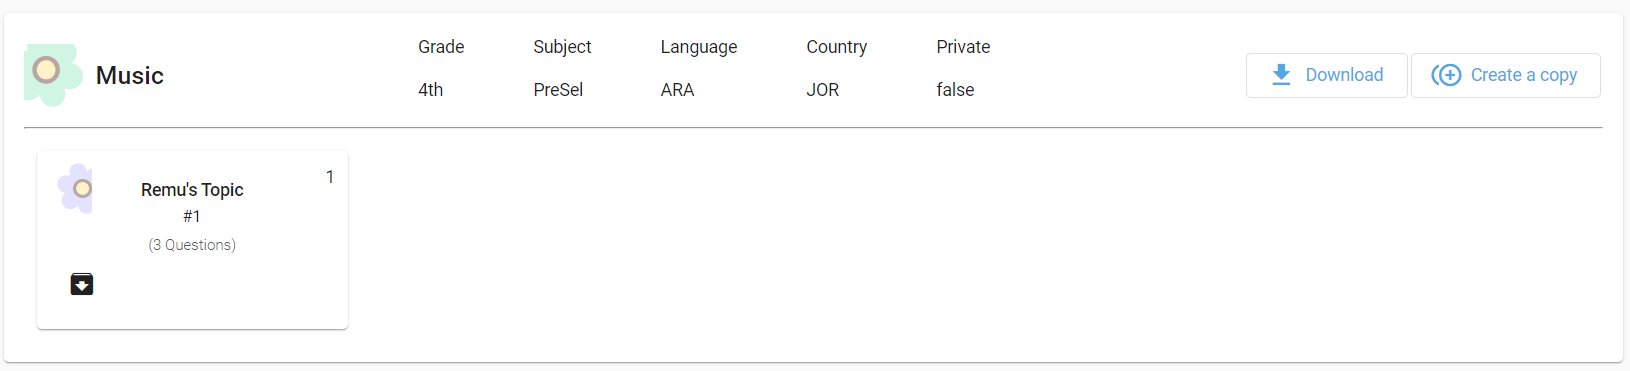 Music
Grade Subject Language Country Private
4th PreSel ARA JOR false
Download Create a copy
1
Remu's Topic
#1
(3 Questions)